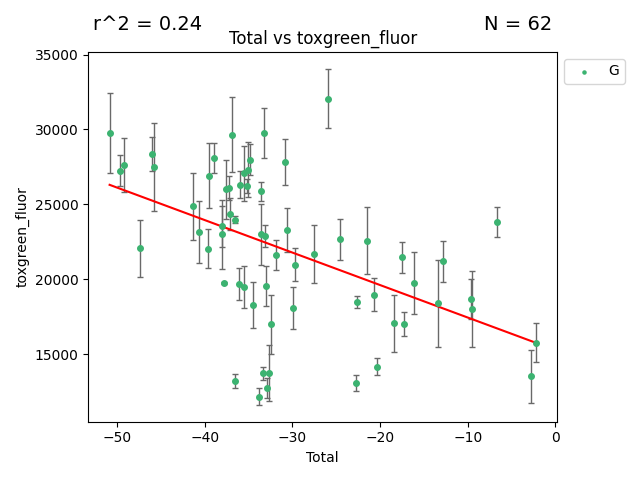 r^2 = 0.24
N = 62
Total vs toxgreen_fluor
G
35000
30000
25000
20000
15000
toxgreen_fluor
−50
−40
−30
−20
−10
0
Total